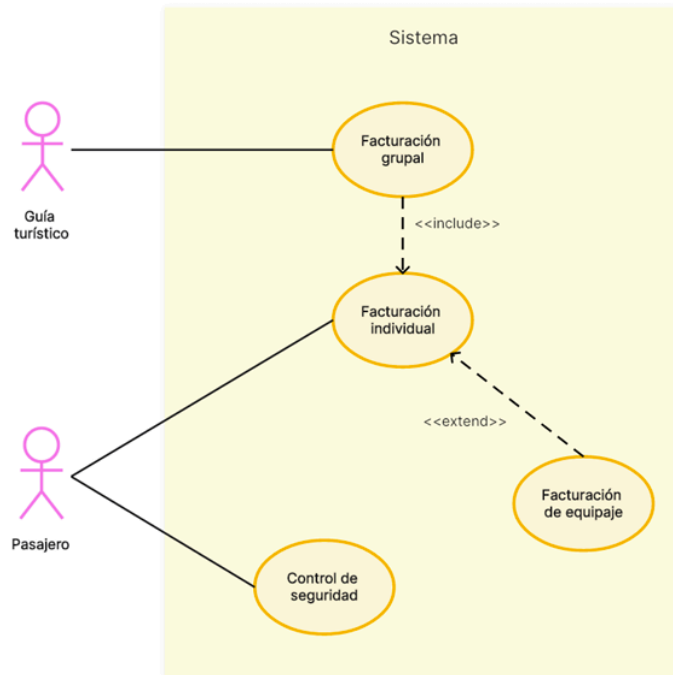 Sistema
Facturación
grupal
Guía
turístico
<<include>>
Facturación
individual
<<extend>>
Facturación
de equipaje
Pasajero
Control de
seguridad